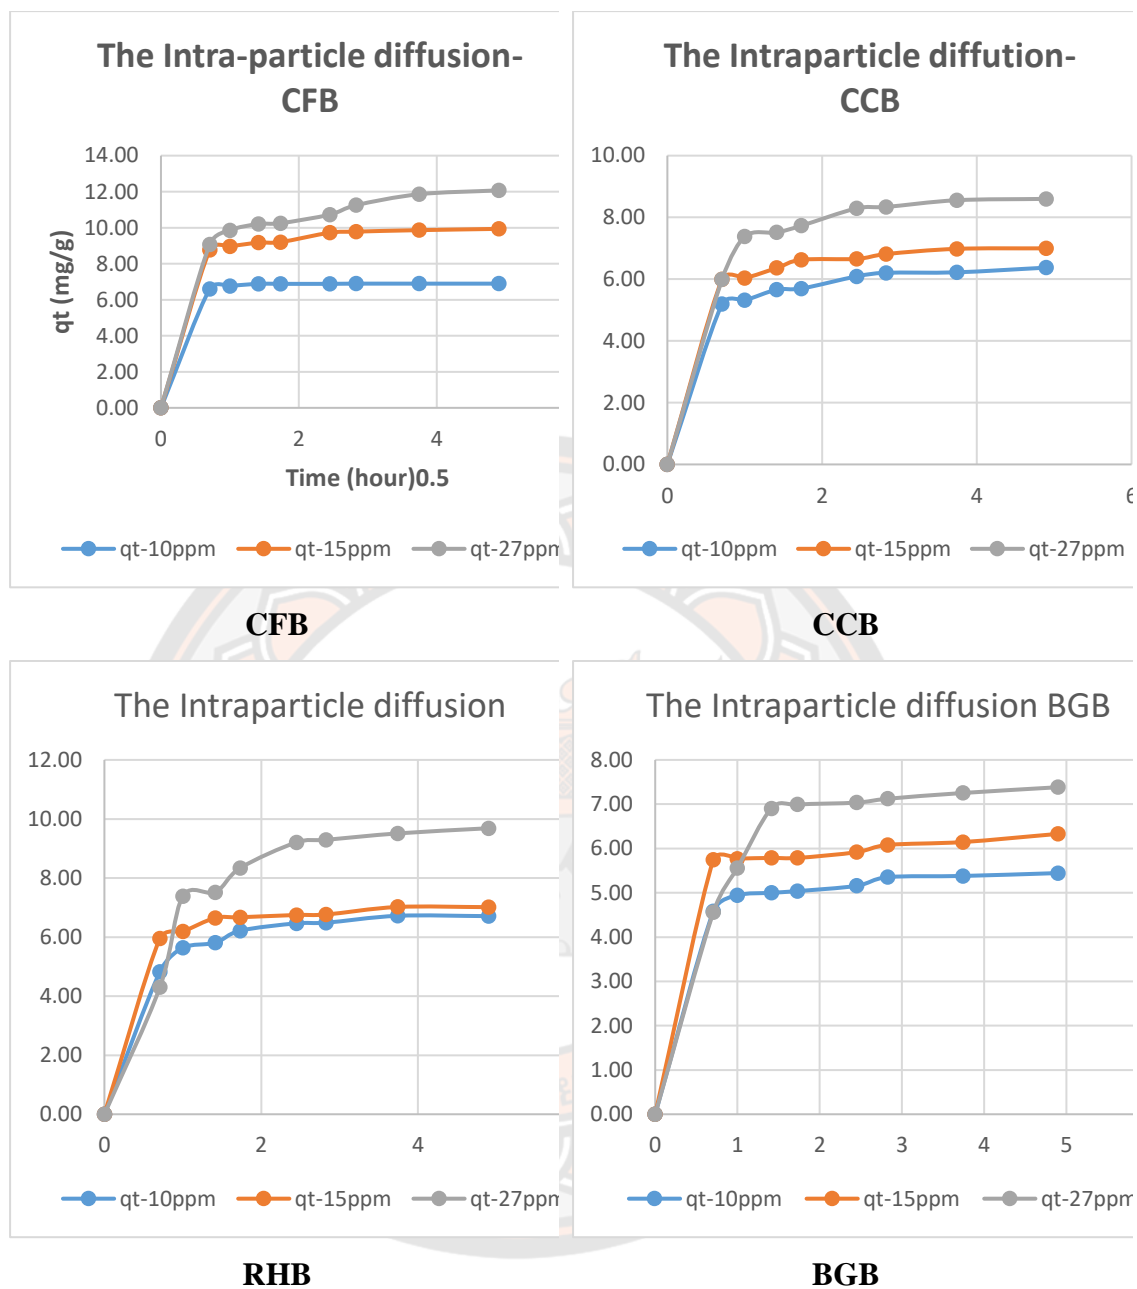 The Intra-particle diffusion-
CFB
14.00
12.00
10.00
8.00
6.00
4.00
2.00
0.00
qt (mg/g)
0 2 4
Time (hour)0.5
qt-10ppm qt-15ppm qt-27ppm
CFB
The Intraparticle diffution-
CCB
10.00
8.00
6.00
4.00
2.00
0.00
0 2 4 6
qt-10ppm qt-15ppm qt-27ppm
CCB
The Intraparticle diffusion
12.00
10.00
8.00
6.00
4.00
2.00
0.00
0 2 4
qt-10ppm qt-15ppm qt-27ppm
RHB
The Intraparticle diffusion BGB
8.00
7.00
6.00
5.00
4.00
3.00
2.00
1.00
0.00
0 1 2 3 4 5
qt-10ppm qt-15ppm qt-27ppm
BGB